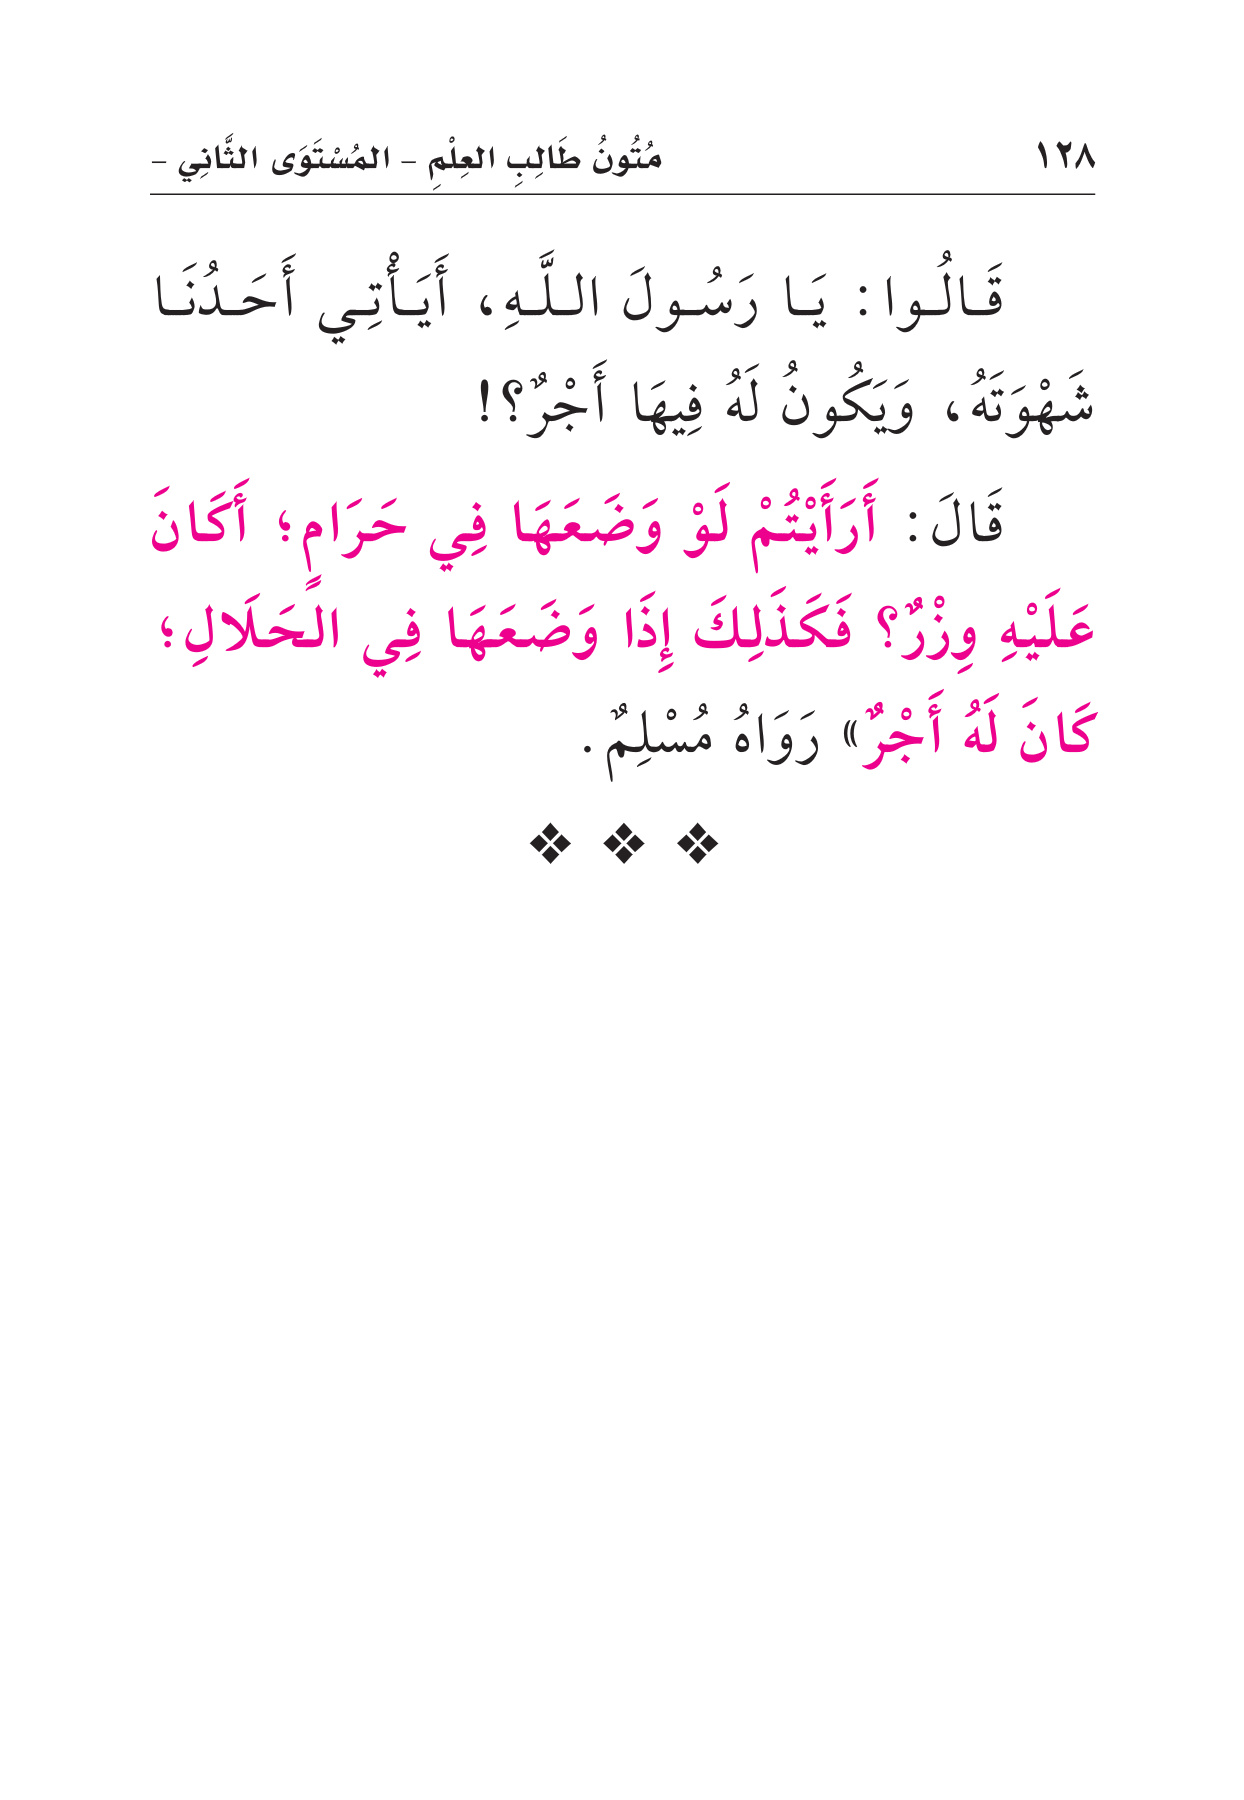 ١٢٨ مُتُونُ طَالِبِ العِلْمِ - المُسْتَوَى الثَّانِي -
قَالُوا: يَا رَسُولَ اللَّهِ، أَيَأْتِي أَحَدُنَا
شَهْوَتَهُ، وَيَكُونُ لَهُ فِيهَا أَجْرٌ؟!
قَالَ: أَرَأَيْتُمْ لَوْ وَضَعَهَا فِي حَرَامٍ؛ أَكَانَ
عَلَيْهِ وِزْرٌ؟ فَكَذَلِكَ إِذَا وَضَعَهَا فِي الحَلَالِ؛
كَانَ لَهُ أَجْرٌ» رَوَاهُ مُسْلِمٌ.